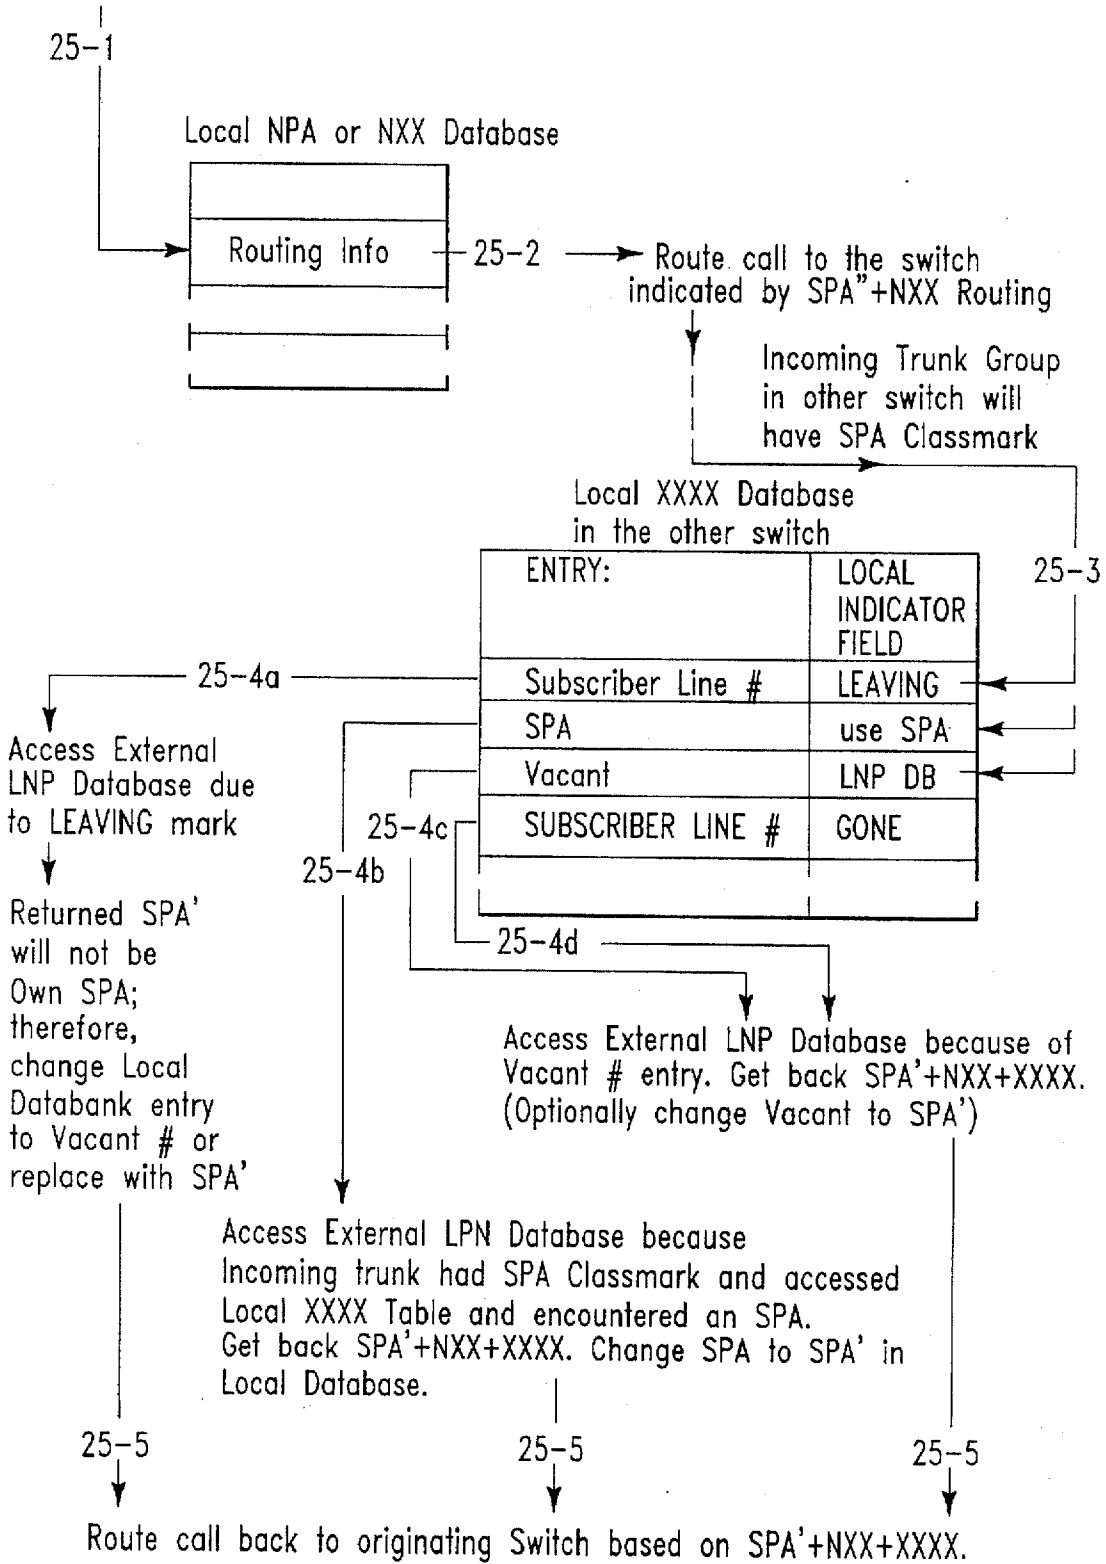 25-1
Local NPA or NXX Database
Routing Info
25-2
Route call to the switch
indicated by SPA"+NXX Routing
Incoming Trunk Group
in other switch will
have SPA Classmark
Local XXXX Database
in the other switch
25-3
ENTRY:
LOCAL
INDICATOR
FIELD
Subscriber Line #
LEAVING
SPA
use SPA
Vacant
LNP DB
SUBSCRIBER LINE #
GONE
25-4a
25-4c
25-4b
25-4d
Access External
LNP Database due
to LEAVING mark
Returned SPA'
will not be
Own SPA;
therefore,
change Local
Databank entry
to Vacant # or
replace with SPA'
Access External LNP Database because of
Vacant # entry. Get back SPA'+NXX+XXXX.
(Optionally change Vacant to SPA')
Access External LPN Database because
Incoming trunk had SPA Classmark and accessed
Local XXXX Table and encountered an SPA.
Get back SPA'+NXX+XXXX. Change SPA to SPA' in
Local Database.
25-5
25-5
25-5
Route call back to originating Switch based on SPA'+NXX+XXXX.